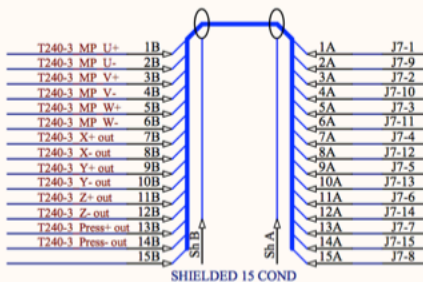 T240-3 MP U+ 1B 1A J7-1
T240-3 MP U- 2B 2A J7-9
T240-3 MP V+ 3B 3A J7-2
T240-3 MP V- 4B 4A J7-10
T240-3 MP W+ 5B 5A J7-3
T240-3 MP W- 6B 6A J7-11
T240-3 X+ out 7B 7A J7-4
T240-3 X- out 8B 8A J7-12
T240-3 Y+ out 9B 9A J7-5
T240-3 Y- out 10B 10A J7-13
T240-3 Z+ out 11B 11A J7-6
T240-3 Z- out 12B 12A J7-14
T240-3 Press+ out 13B 13A J7-7
T240-3 Press- out 14B 14A J7-15
15B Sh B Sh A 15A J7-8
SHIELDED 15 COND